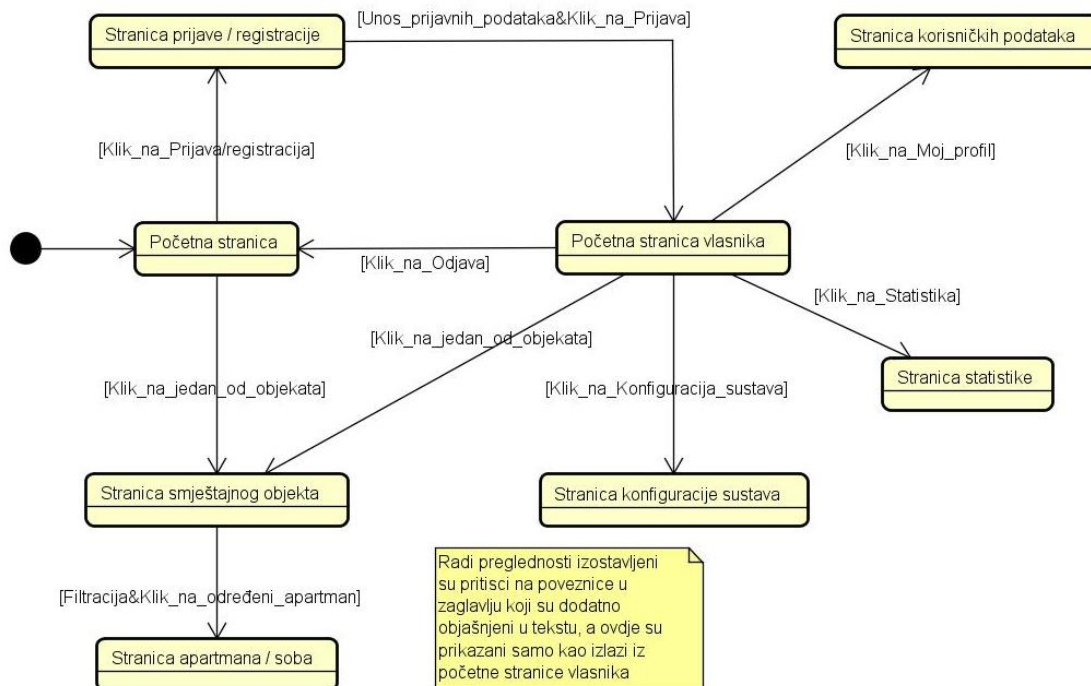 [Unos_prijavnih_podataka&Klik_na_Prijava]
Stranica prijave / registracije
Stranica korisničkih podataka
[Klik_na_Prijava/registracija]
[Klik_na_Moj_profil]
Početna stranica
Početna stranica vlasnika
[Klik_na_Odjava]
[Klik_na_Statistika]
[Klik_na_jedan_od_objekata]
Stranica statistike
[Klik_na_jedan_od_objekata]
[Klik_na_Konfiguracija_sustava]
Stranica smještajnog objekta
Stranica konfiguracije sustava
[Filtracija&Klik_na_određeni_apartman]
Stranica apartmana / soba
Radi preglednosti izostavljeni
su pritisci na poveznice u
zaglavlju koji su dodatno
objašnjeni u tekstu, a ovdje su
prikazani samo kao izlazi iz
početne stranice vlasnika